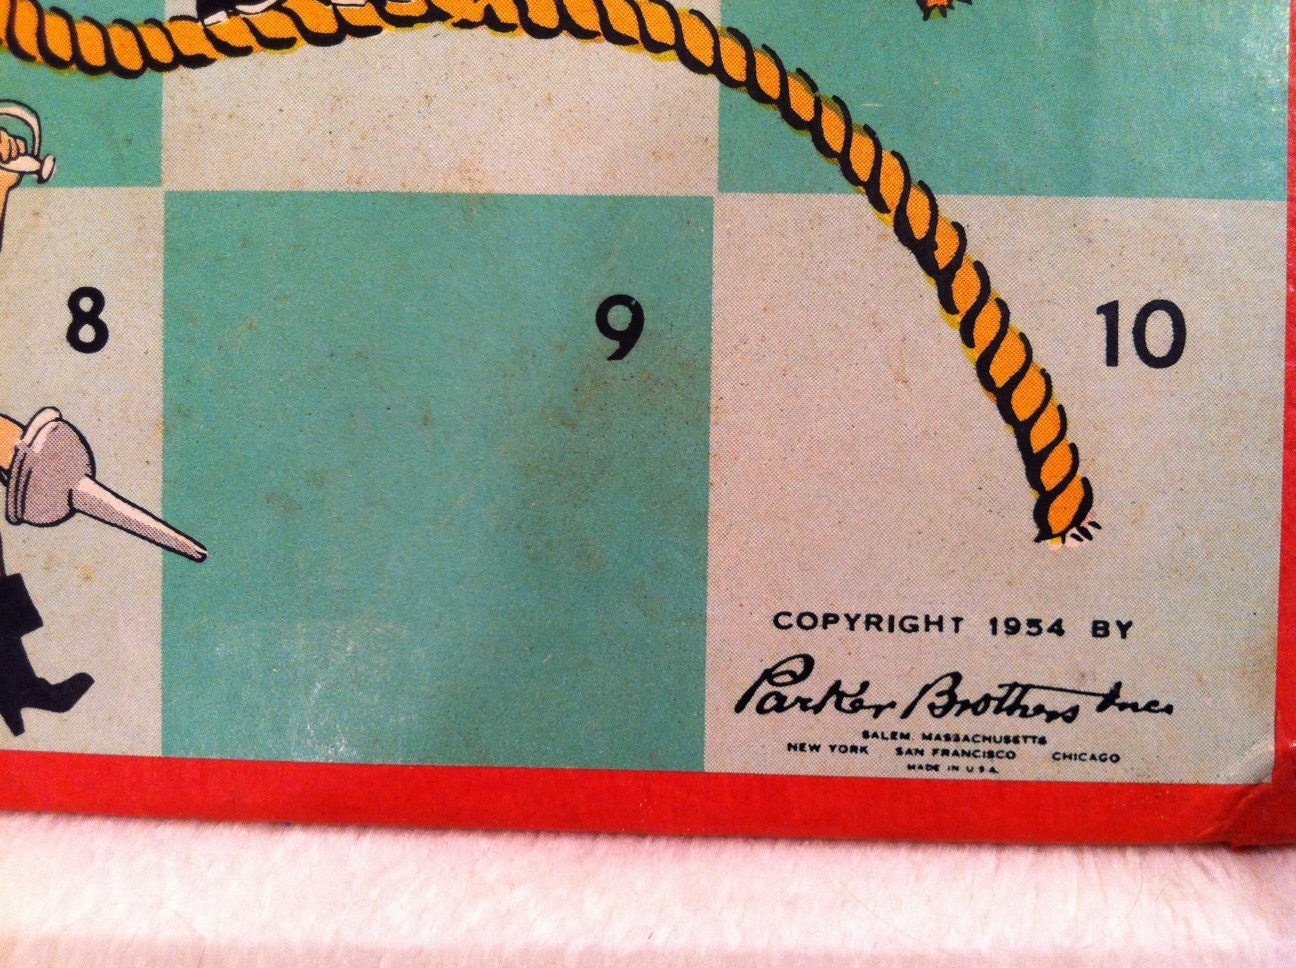 8
9
10
COPYRIGHT 1954 BY
Parker Brothers Inc.
SALEM, MASSACHUSETTS
NEW YORK SAN FRANCISCO CHICAGO
MADE IN U.S.A.